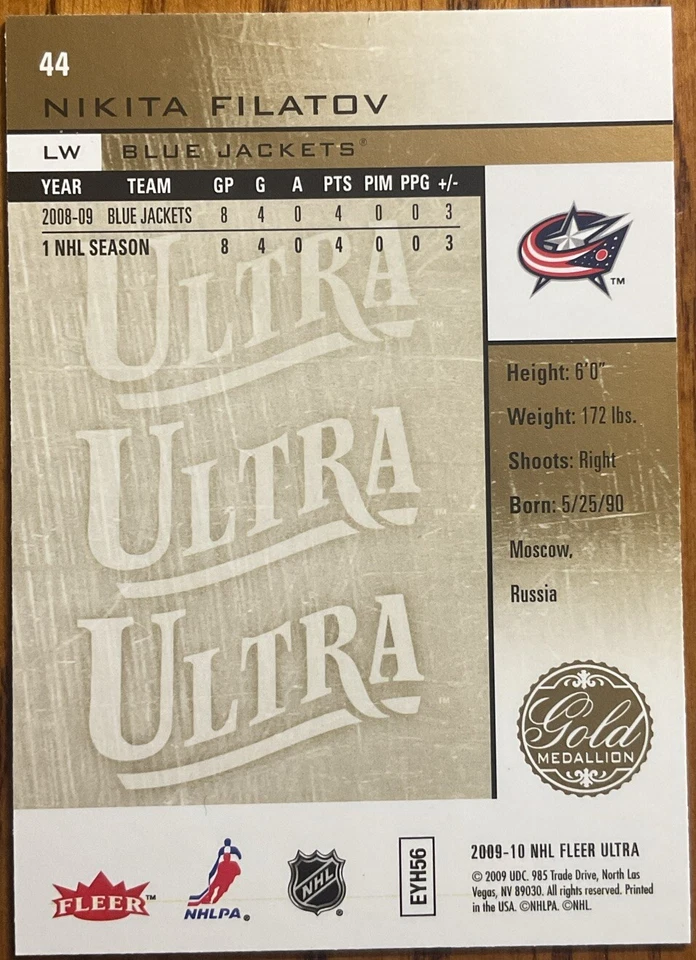 44
NIKITA FILATOV
LW BLUE JACKETS®
YEAR TEAM GP G A PTS PIM PPG +/-
2008-09 BLUE JACKETS 8 4 0 4 0 0 3
1 NHL SEASON 8 4 0 4 0 0 3
ULTRA
ULTRA
ULTRA
TM
Height: 6'0"
Weight: 172 lbs.
Shoots: Right
Born: 5/25/90
Moscow,
Russia
Gold
MEDALLION
FLEER™
NHLPA®
NHL®
EYH56
2009-10 NHL FLEER ULTRA
© 2009 UDC. 985 Trade Drive, North Las
Vegas, NV 89030. All rights reserved. Printed
in the USA. ©NHLPA. ©NHL.